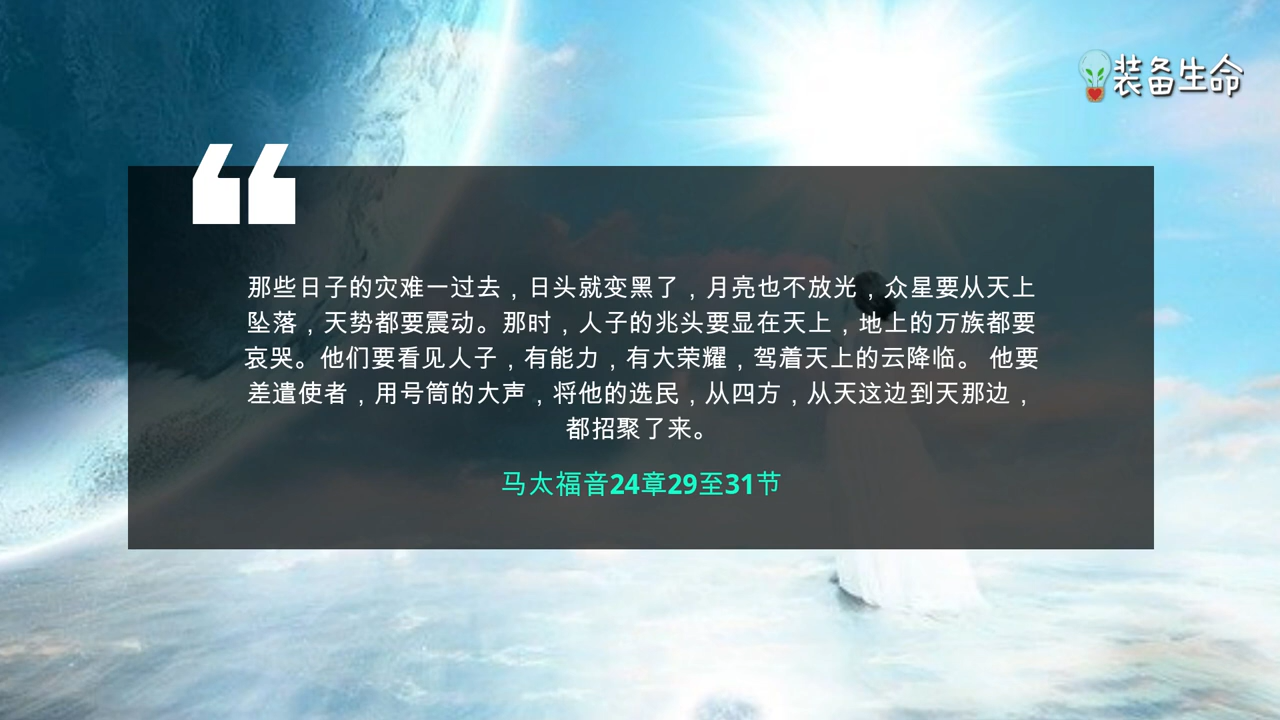 装备生命
那些日子的灾难一过去，日头就变黑了，月亮也不放光，众星要从天上
坠落，天势都要震动。那时，人子的兆头要显在天上，地上的万族都要
哀哭。他们要看见人子，有能力，有大荣耀，驾着天上的云降临。 他要
差遣使者，用号筒的大声，将他的选民，从四方，从天这边到天那边，
都招聚了来。
马太福音24章29至31节